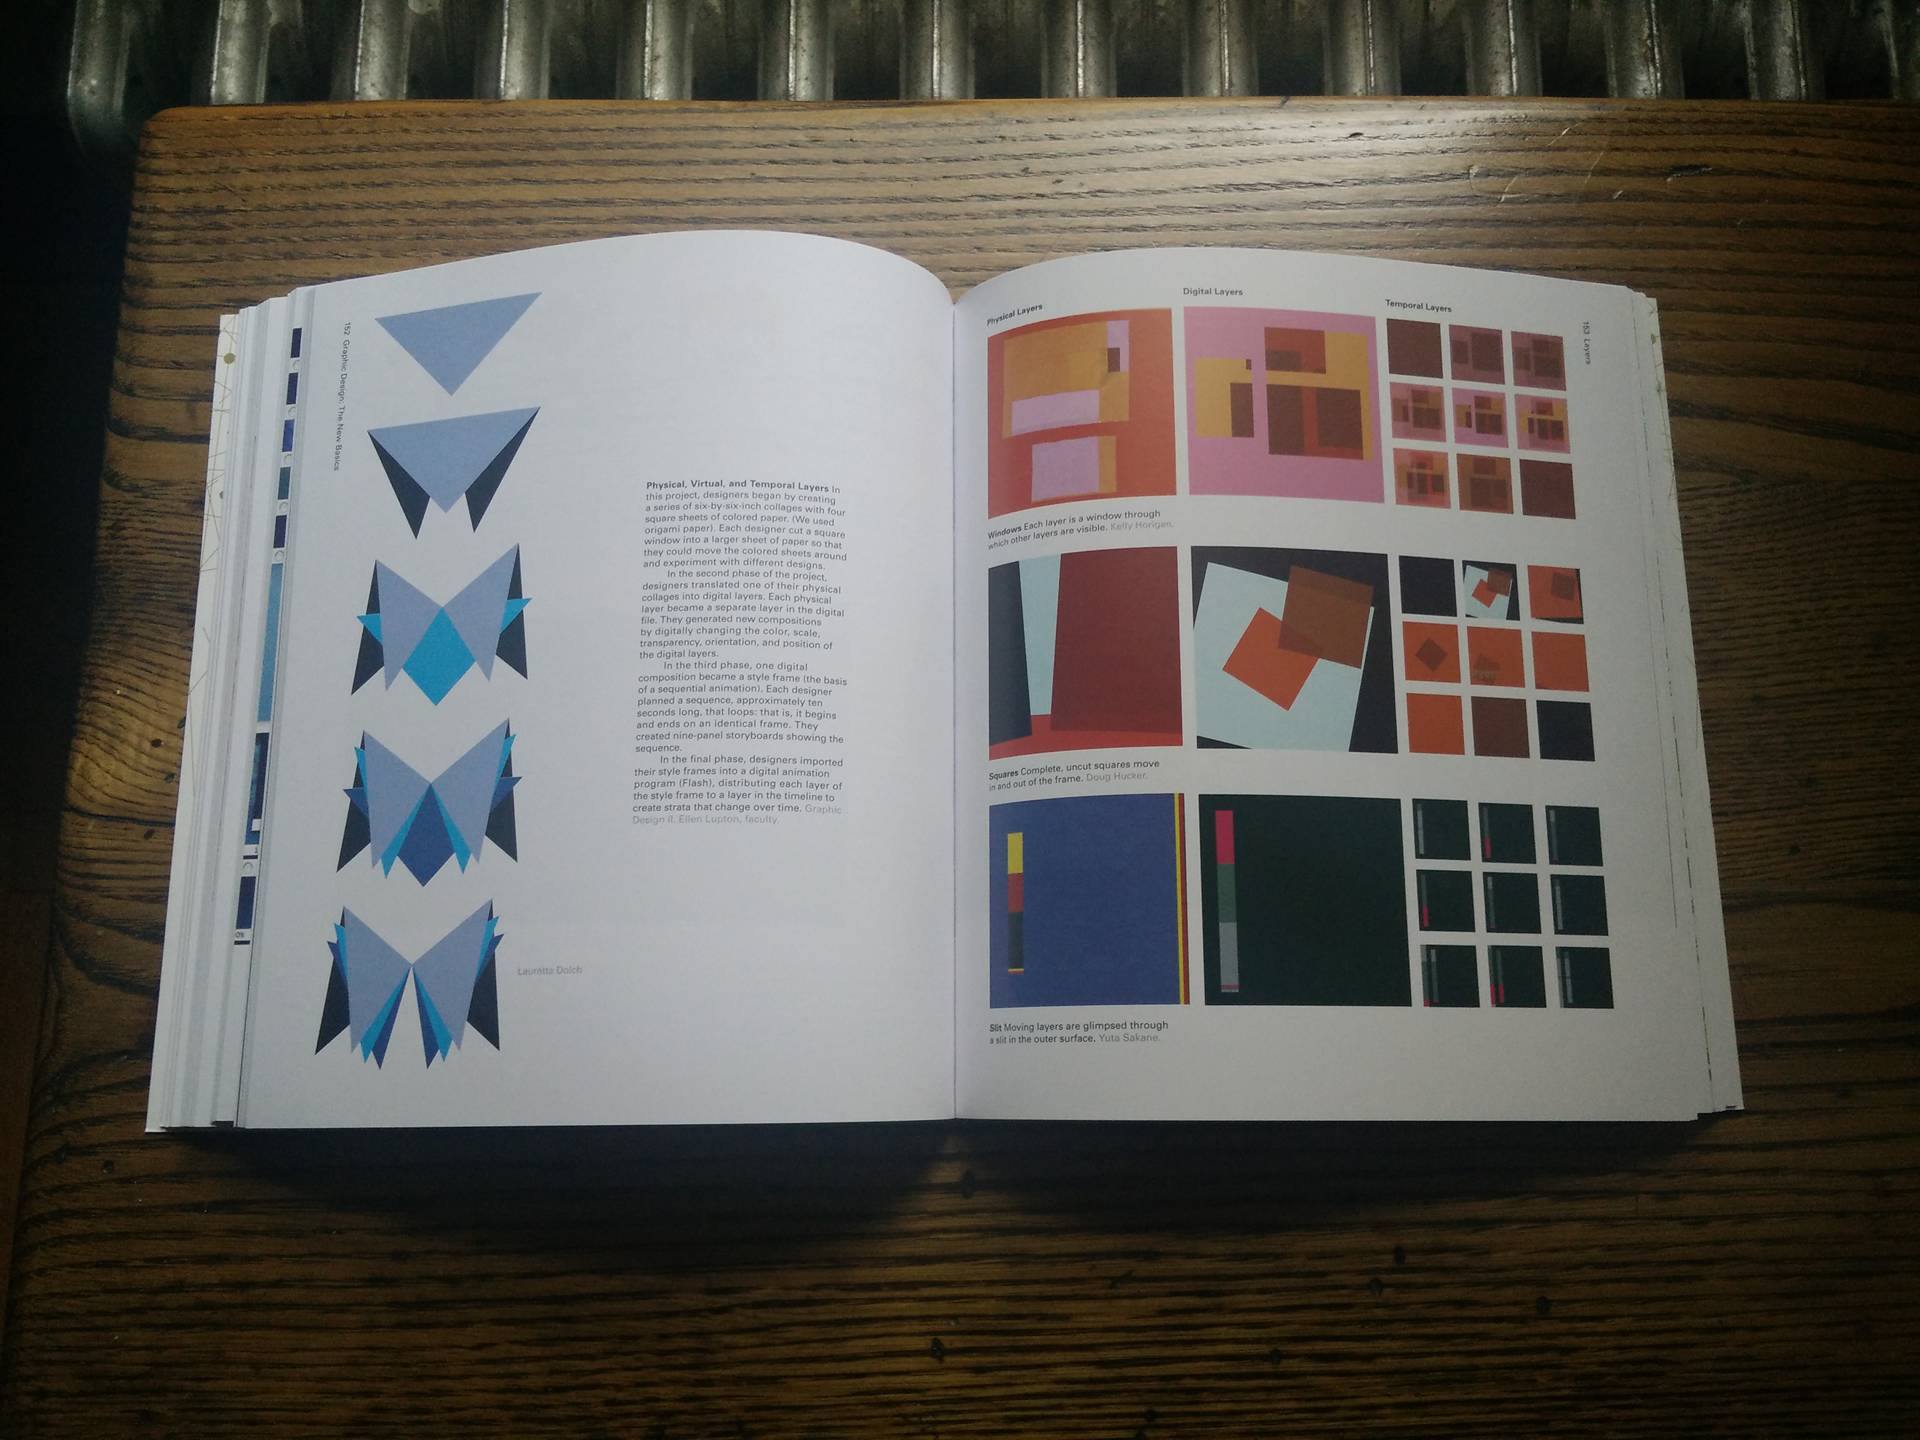 152 Graphic Design: The New Basics
Physical, Virtual, and Temporal Layers In
this project, designers began by creating
a series of six-by-six-inch collages with four
square sheets of colored paper. (We used
origami paper). Each designer cut a square
window into a larger sheet of paper so that
they could move the colored sheets around
and experiment with different designs.
In the second phase of the project,
designers translated one of their physical
collages into digital layers. Each physical
layer became a separate layer in the digital
file. They generated new compositions
by digitally changing the color, scale,
transparency, orientation, and position of
the digital layers.
In the third phase, one digital
composition became a style frame (the basis
of a sequential animation). Each designer
planned a sequence, approximately ten
seconds long, that loops: that is, it begins
and ends on an identical frame. They
created nine-panel storyboards showing the
sequence.
In the final phase, designers imported
their style frames into a digital animation
program (Flash), distributing each layer of
the style frame to a layer in the timeline to
create strata that change over time. Graphic
Design II. Ellen Lupton, faculty.
Lauretta Dolch
Physical Layers
Digital Layers
Temporal Layers
153 Layers
Windows Each layer is a window through
which other layers are visible. Kelly Horigan.
Squares Complete, uncut squares move
in and out of the frame. Doug Hucker.
Slit Moving layers are glimpsed through
a slit in the outer surface. Yuta Sakane.